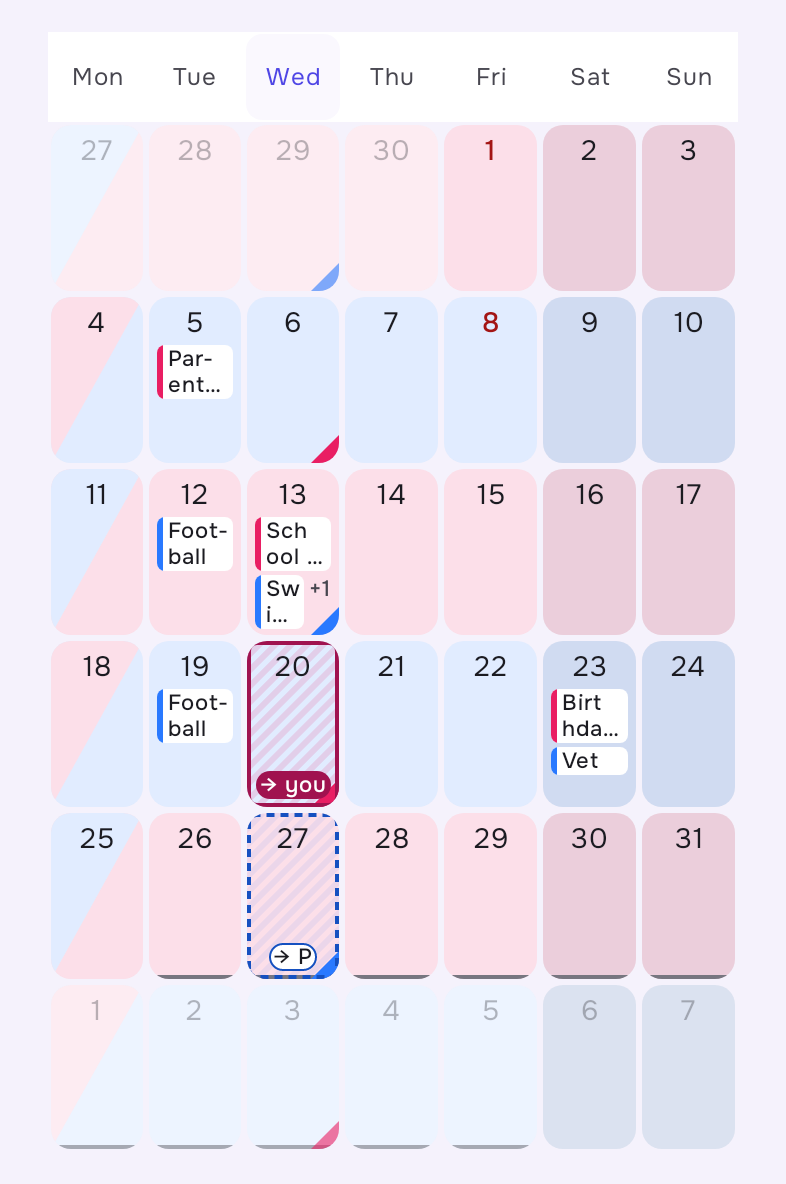 Mon Tue Wed Thu Fri Sat Sun
27 28 29 30 1 2 3
4 5 6 7 8 9 10
Par-
ent...
11 12 13 14 15 16 17
Foot-
ball
Sch
ool ...
Sw
i...
+1
18 19 20 21 22 23 24
Foot-
ball
→ you
Birt
hda...
Vet
25 26 27 28 29 30 31
→ P
1 2 3 4 5 6 7